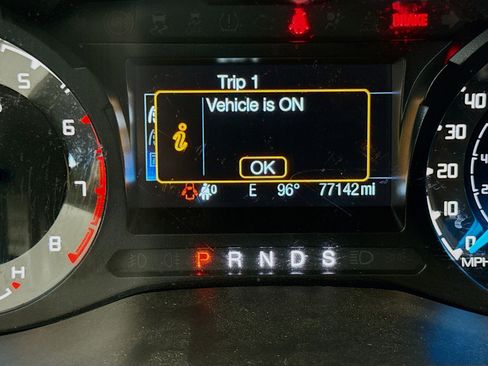 BRAKE
Trip 1
Vehicle is ON
OK
E 96° 77142 mi
P R N D S
5
6
7
8
H
40
30
20
10
0
MPH